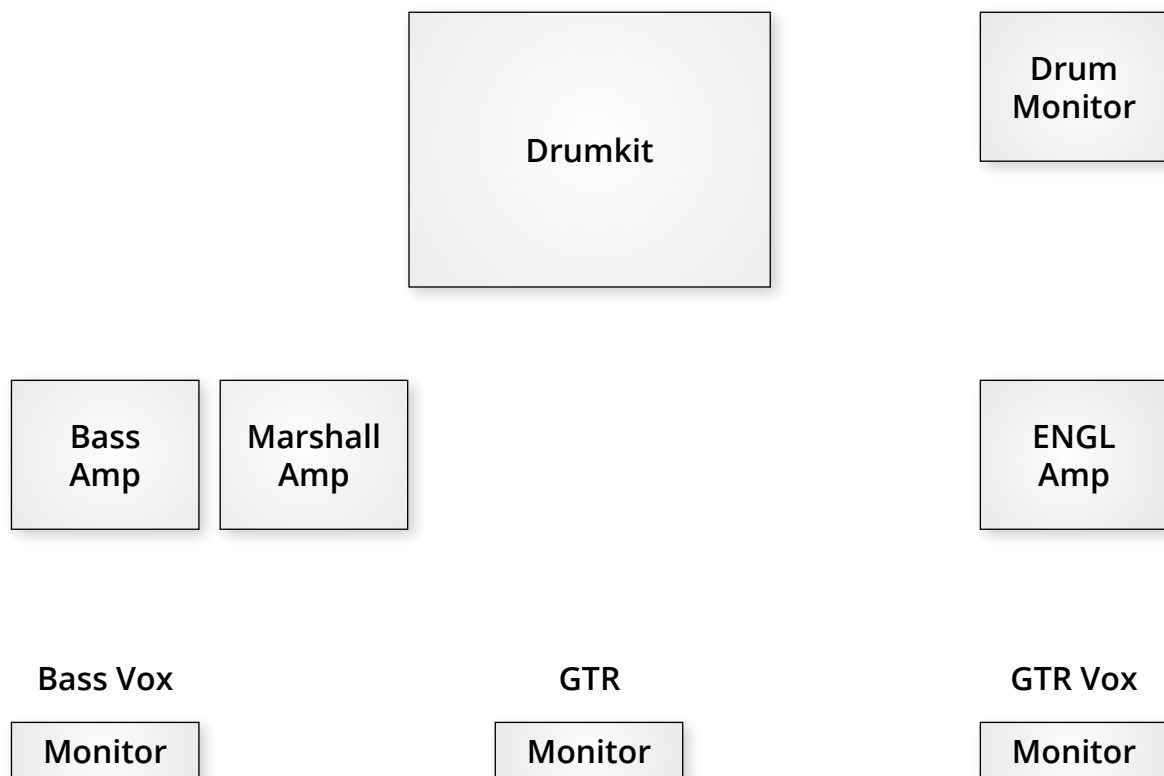 Drumkit
Drum
Monitor
Bass
Amp
Marshall
Amp
ENGL
Amp
Bass Vox
GTR
GTR Vox
Monitor
Monitor
Monitor